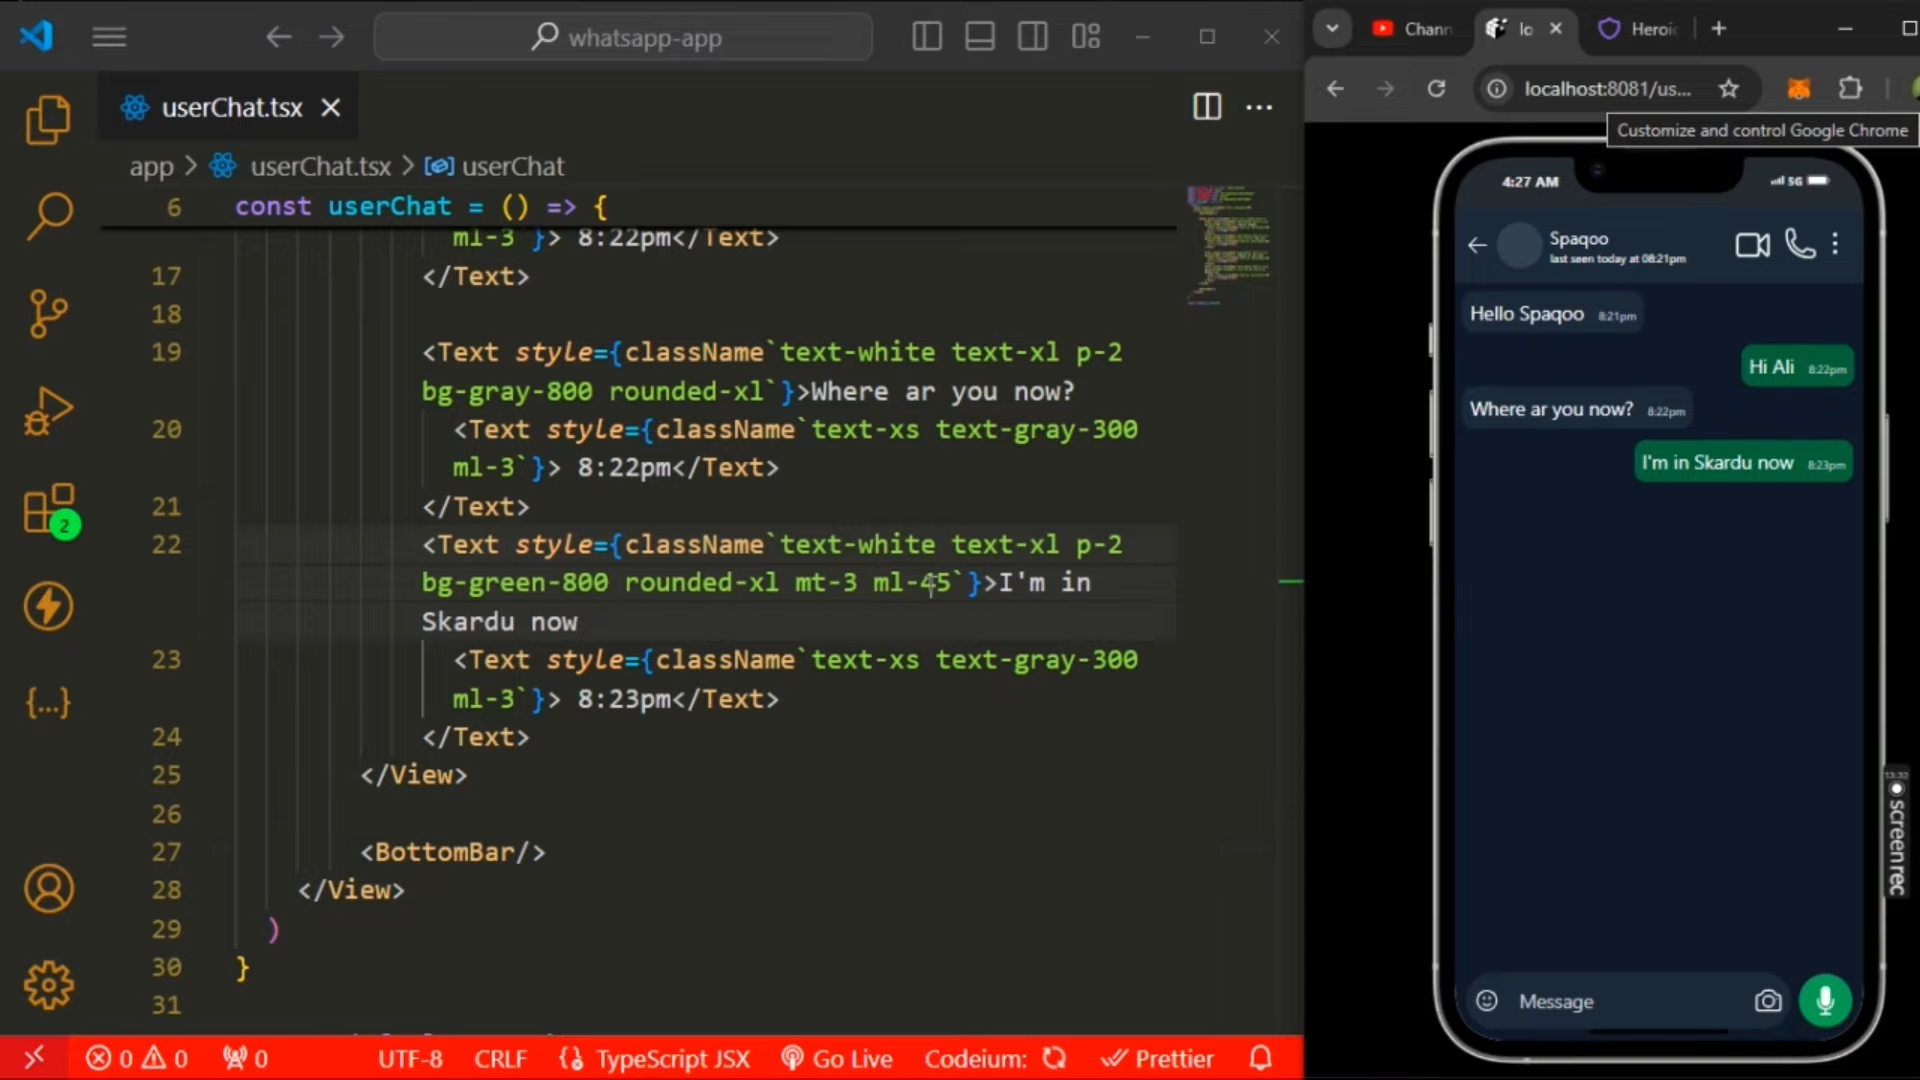 whatsapp-app
userChat.tsx
app > userChat.tsx > userChat
6 const userChat = () => {
ml-3`}> 8:22pm</Text>
17 </Text>
18
19 <Text style={className`text-white text-xl p-2
bg-gray-800 rounded-xl`}>Where ar you now?
20 <Text style={className`text-xs text-gray-300
ml-3`}> 8:22pm</Text>
21 </Text>
22 <Text style={className`text-white text-xl p-2
bg-green-800 rounded-xl mt-3 ml-45`}>I'm in
Skardu now
23 <Text style={className`text-xs text-gray-300
ml-3`}> 8:23pm</Text>
24 </Text>
25 </View>
26
27 <BottomBar/>
28 </View>
29 )
30 }
31
2
{...}
0 0 0 UTF-8 CRLF TypeScript JSX Go Live Codeium: Prettier
Chann
lo
Heroic
localhost:8081/us...
Customize and control Google Chrome
4:27 AM
5G
Spaqoo
last seen today at 08:21pm
Hello Spaqoo 8:21pm
Hi Ali 8:22pm
Where ar you now? 8:22pm
I'm in Skardu now 8:23pm
Message
13:32
screenrec